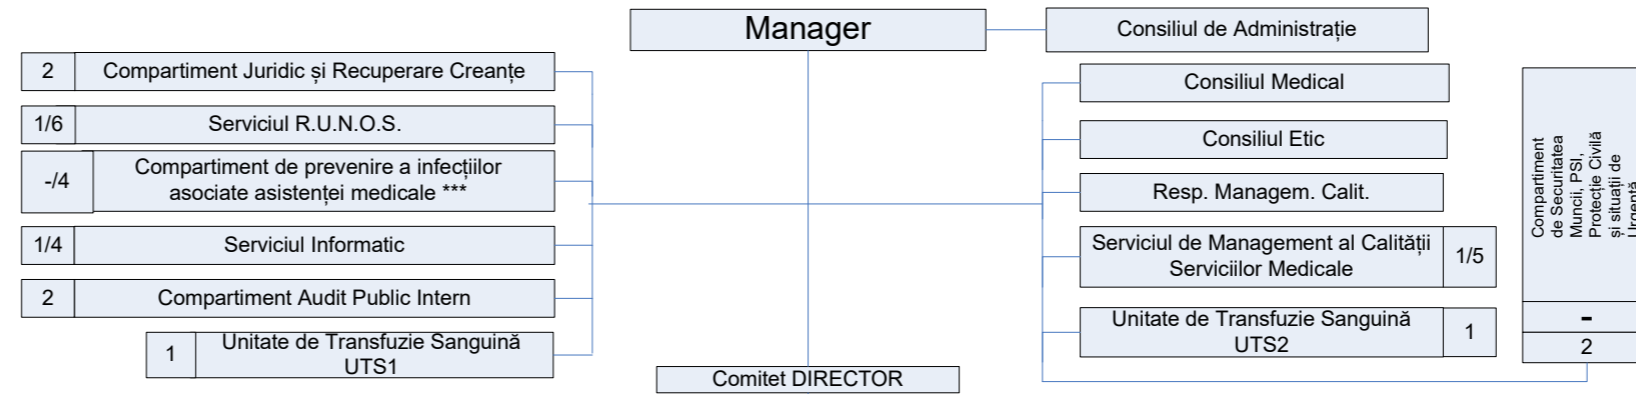 Manager
Consiliul de Administrație
2 Compartiment Juridic și Recuperare Creanțe
1/6 Serviciul R.U.N.O.S.
-/4 Compartiment de prevenire a infecțiilor
asociate asistenței medicale ***
1/4 Serviciul Informatic
2 Compartiment Audit Public Intern
1 Unitate de Transfuzie Sanguină
UTS1
Comitet DIRECTOR
Consiliul Medical
Consiliul Etic
Resp. Managem. Calit.
Serviciul de Management al Calității
Serviciilor Medicale
1/5
Unitate de Transfuzie Sanguină
UTS2
1
Compartiment
de Securitatea
Muncii, PSI,
Protecție Civilă
și situații de
Urgență
-
2